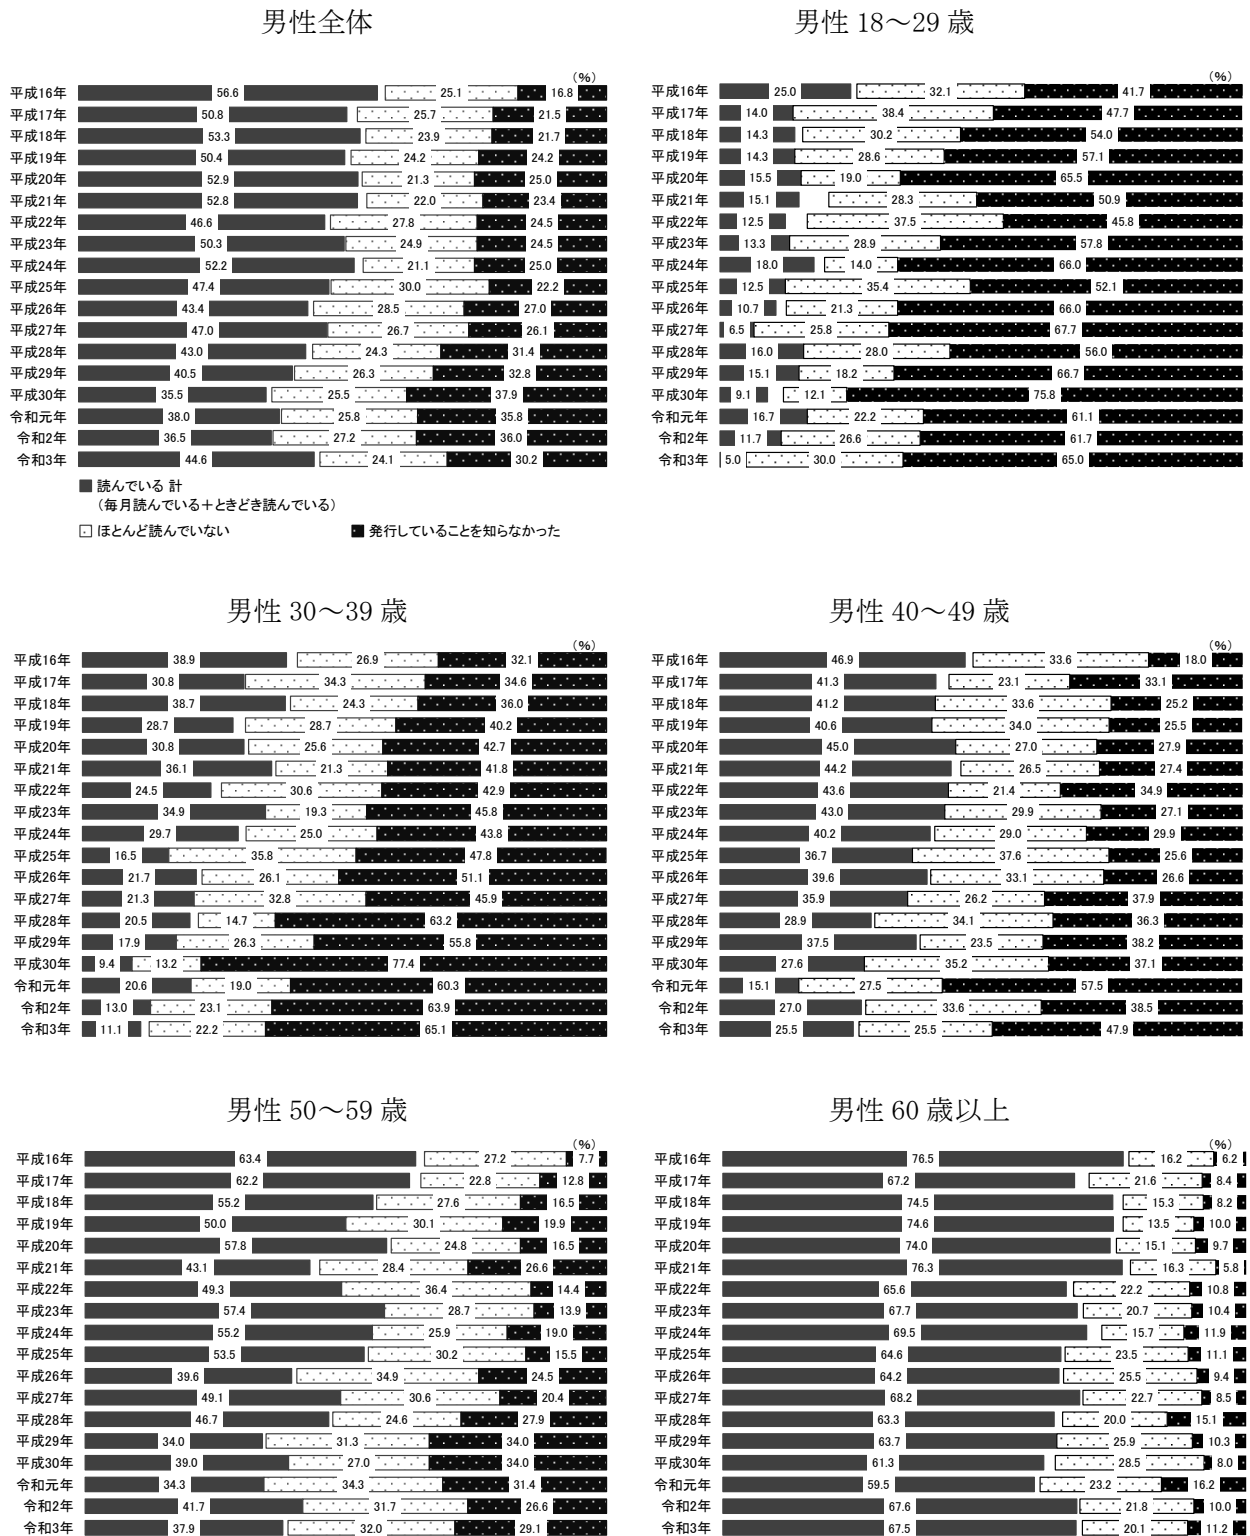 男性全体
(%)
平成16年 56.6 25.1 16.8
平成17年 50.8 25.7 21.5
平成18年 53.3 23.9 21.7
平成19年 50.4 24.2 24.2
平成20年 52.9 21.3 25.0
平成21年 52.8 22.0 23.4
平成22年 46.6 27.8 24.5
平成23年 50.3 24.9 24.5
平成24年 52.2 21.1 25.0
平成25年 47.4 30.0 22.2
平成26年 43.4 28.5 27.0
平成27年 47.0 26.7 26.1
平成28年 43.0 24.3 31.4
平成29年 40.5 26.3 32.8
平成30年 35.5 25.5 37.9
令和元年 38.0 25.8 35.8
令和2年 36.5 27.2 36.0
令和3年 44.6 24.1 30.2
読んでいる 計
(毎月読んでいる+ときどき読んでいる)
ほとんど読んでいない 発行していることを知らなかった
男性 18～29 歳
(%)
平成16年 25.0 32.1 41.7
平成17年 14.0 38.4 47.7
平成18年 14.3 30.2 54.0
平成19年 14.3 28.6 57.1
平成20年 15.5 19.0 65.5
平成21年 15.1 28.3 50.9
平成22年 12.5 37.5 45.8
平成23年 13.3 28.9 57.8
平成24年 18.0 14.0 66.0
平成25年 12.5 35.4 52.1
平成26年 10.7 21.3 66.0
平成27年 6.5 25.8 67.7
平成28年 16.0 28.0 56.0
平成29年 15.1 18.2 66.7
平成30年 9.1 12.1 75.8
令和元年 16.7 22.2 61.1
令和2年 11.7 26.6 61.7
令和3年 5.0 30.0 65.0
男性 30～39 歳
(%)
平成16年 38.9 26.9 32.1
平成17年 30.8 34.3 34.6
平成18年 38.7 24.3 36.0
平成19年 28.7 28.7 40.2
平成20年 30.8 25.6 42.7
平成21年 36.1 21.3 41.8
平成22年 24.5 30.6 42.9
平成23年 34.9 19.3 45.8
平成24年 29.7 25.0 43.8
平成25年 16.5 35.8 47.8
平成26年 21.7 26.1 51.1
平成27年 21.3 32.8 45.9
平成28年 20.5 14.7 63.2
平成29年 17.9 26.3 55.8
平成30年 9.4 13.2 77.4
令和元年 20.6 19.0 60.3
令和2年 13.0 23.1 63.9
令和3年 11.1 22.2 65.1
男性 40～49 歳
(%)
平成16年 46.9 33.6 18.0
平成17年 41.3 23.1 33.1
平成18年 41.2 33.6 25.2
平成19年 40.6 34.0 25.5
平成20年 45.0 27.0 27.9
平成21年 44.2 26.5 27.4
平成22年 43.6 21.4 34.9
平成23年 43.0 29.9 27.1
平成24年 40.2 29.0 29.9
平成25年 36.7 37.6 25.6
平成26年 39.6 33.1 26.6
平成27年 35.9 26.2 37.9
平成28年 28.9 34.1 36.3
平成29年 37.5 23.5 38.2
平成30年 27.6 35.2 37.1
令和元年 15.1 27.5 57.5
令和2年 27.0 33.6 38.5
令和3年 25.5 25.5 47.9
男性 50～59 歳
(%)
平成16年 63.4 27.2 7.7
平成17年 62.2 22.8 12.8
平成18年 55.2 27.6 16.5
平成19年 50.0 30.1 19.9
平成20年 57.8 24.8 16.5
平成21年 43.1 28.4 26.6
平成22年 49.3 36.4 14.4
平成23年 57.4 28.7 13.9
平成24年 55.2 25.9 19.0
平成25年 53.5 30.2 15.5
平成26年 39.6 34.9 24.5
平成27年 49.1 30.6 20.4
平成28年 46.7 24.6 27.9
平成29年 34.0 31.3 34.0
平成30年 39.0 27.0 34.0
令和元年 34.3 34.3 31.4
令和2年 41.7 31.7 26.6
令和3年 37.9 32.0 29.1
男性 60 歳以上
(%)
平成16年 76.5 16.2 6.2
平成17年 67.2 21.6 8.4
平成18年 74.5 15.3 8.2
平成19年 74.6 13.5 10.0
平成20年 74.0 15.1 9.7
平成21年 76.3 16.3 5.8
平成22年 65.6 22.2 10.8
平成23年 67.7 20.7 10.4
平成24年 69.5 15.7 11.9
平成25年 64.6 23.5 11.1
平成26年 64.2 25.5 9.4
平成27年 68.2 22.7 8.5
平成28年 63.3 20.0 15.1
平成29年 63.7 25.9 10.3
平成30年 61.3 28.5 8.0
令和元年 59.5 23.2 16.2
令和2年 67.6 21.8 10.0
令和3年 67.5 20.1 11.2